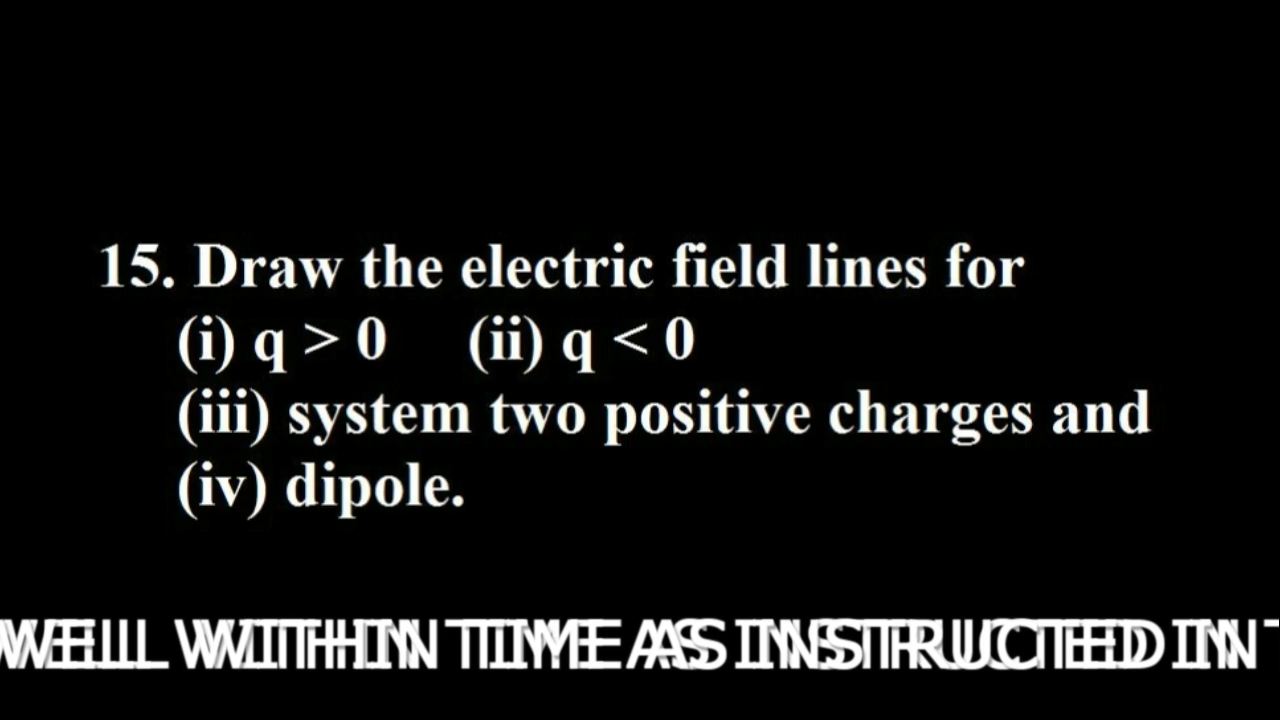 15. Draw the electric field lines for
(i) q > 0 (ii) q < 0
(iii) system two positive charges and
(iv) dipole.
WELL WITHIN TIME AS INSTRUCTED IN